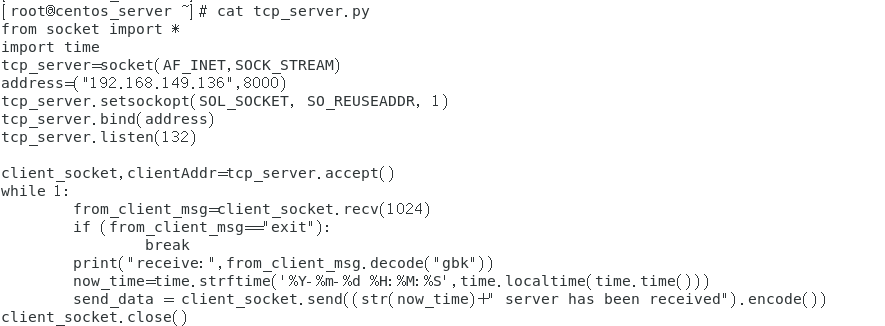 [root@centos_server ~]# cat tcp_server.py
from socket import *
import time
tcp_server=socket(AF_INET,SOCK_STREAM)
address=("192.168.149.136",8000)
tcp_server.setsockopt(SOL_SOCKET, SO_REUSEADDR, 1)
tcp_server.bind(address)
tcp_server.listen(132)

client_socket,clientAddr=tcp_server.accept()
while 1:
        from_client_msg=client_socket.recv(1024)
        if (from_client_msg=="exit"):
                break
        print("receive:",from_client_msg.decode("gbk"))
        now_time=time.strftime('%Y-%m-%d %H:%M:%S',time.localtime(time.time()))
        send_data = client_socket.send((str(now_time)+" server has been received").encode())
client_socket.close()